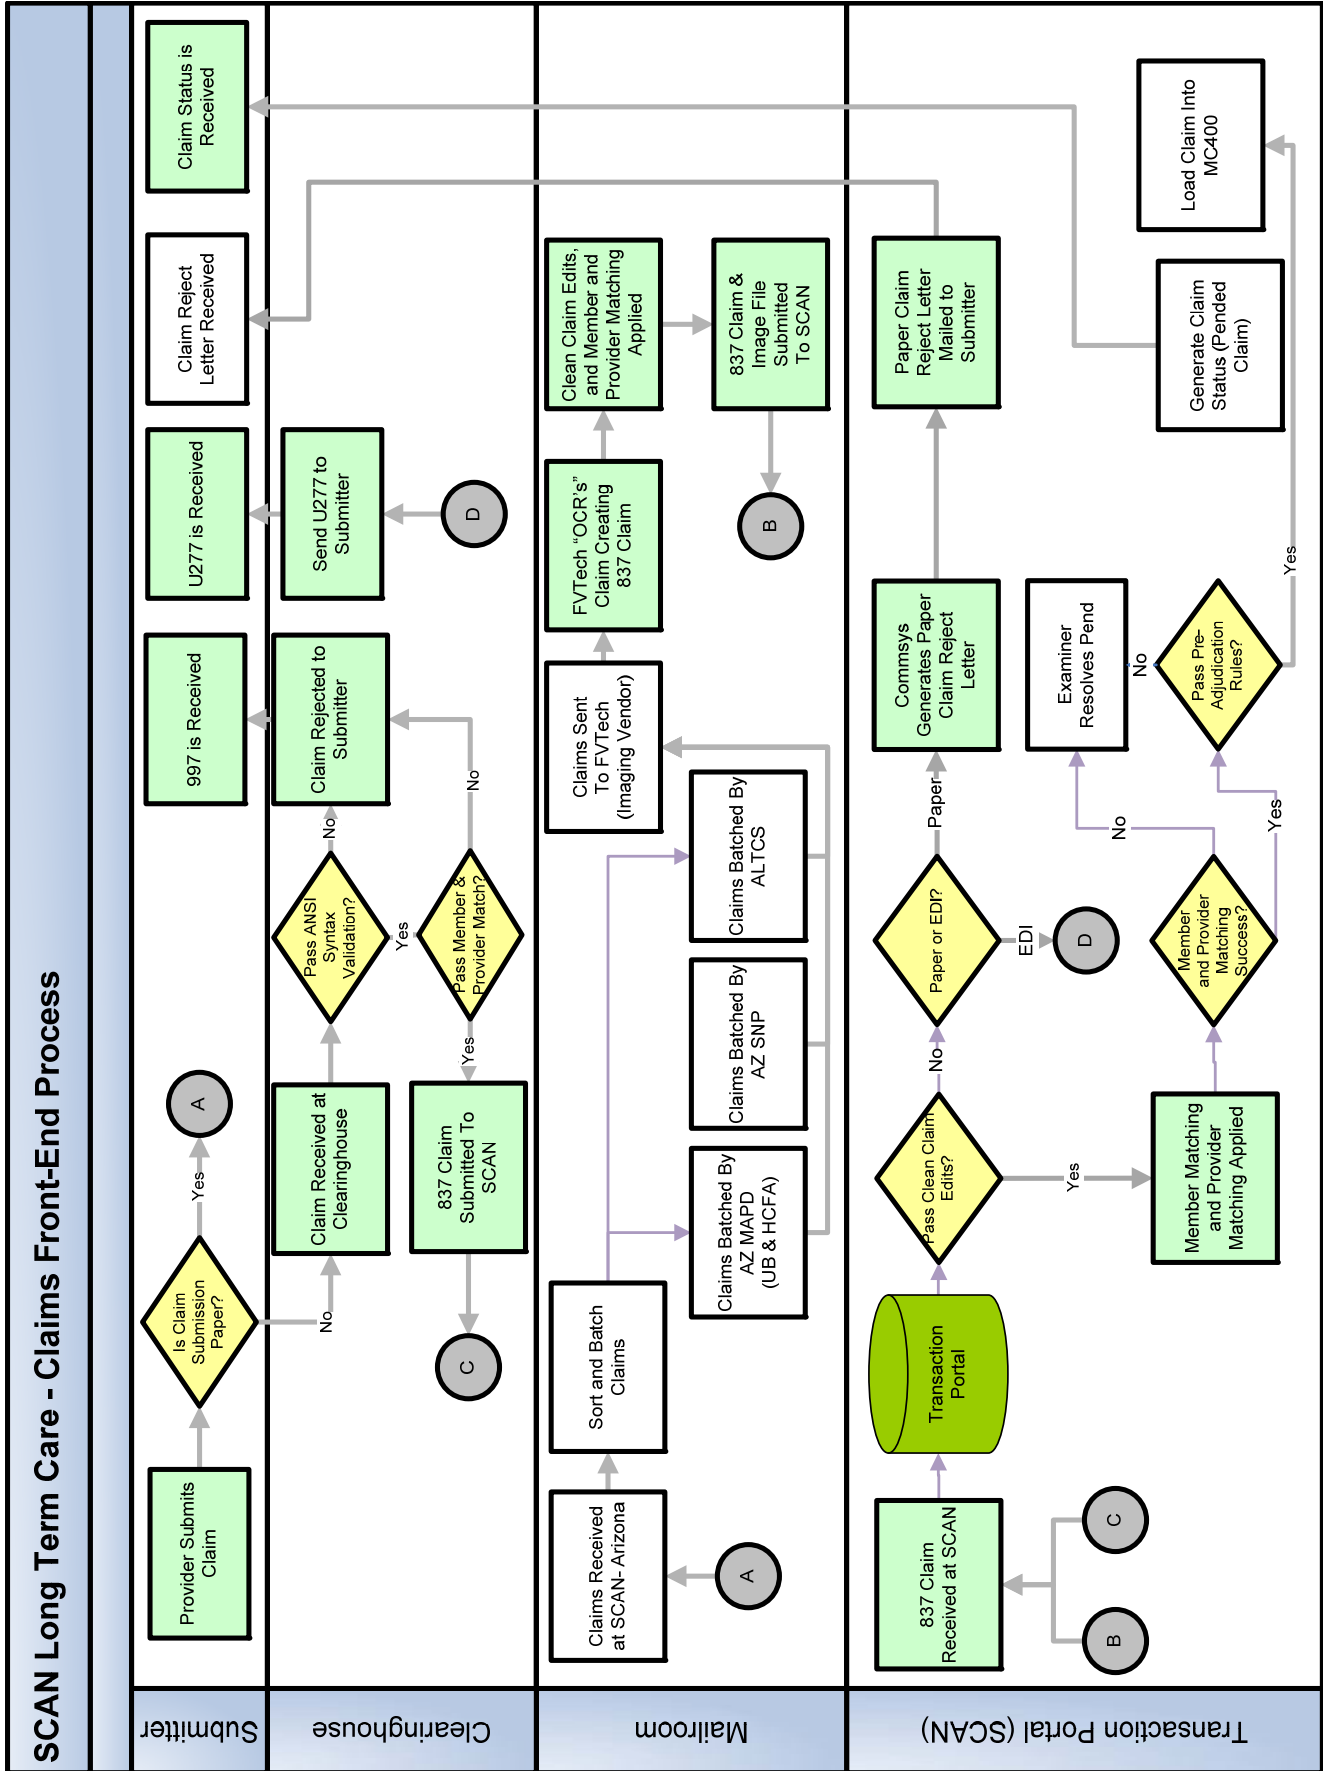 SCAN Long Term Care - Claims Front-End Process
Submitter
Provider Submits
Claim
Is Claim
Submission
Paper?
Yes
A
No
997 is Received
U277 is Received
Claim Reject
Letter Received
Claim Status is
Received
Clearinghouse
Claim Received at
Clearinghouse
Pass ANSI
Syntax
Validation?
No
Yes
Claim Rejected to
Submitter
Send U277 to
Submitter
D
C
837 Claim
Submitted To
SCAN
Yes
Pass Member &
Provider Match?
No
Mailroom
Claims Received
at SCAN- Arizona
A
Sort and Batch
Claims
Claims Batched By
AZ MAPD
(UB & HCFA)
Claims Batched By
AZ SNP
Claims Batched By
ALTCS
Claims Sent
To FVTech
(Imaging Vendor)
FVTech “OCR’s”
Claim Creating
837 Claim
Clean Claim Edits,
and Member and
Provider Matching
Applied
837 Claim &
Image File
Submitted
To SCAN
B
Transaction Portal (SCAN)
837 Claim
Received at SCAN
B
C
Transaction
Portal
Pass Clean Claim
Edits?
No
Yes
Paper or EDI?
Paper
EDI
D
Commsys
Generates Paper
Claim Reject
Letter
Paper Claim
Reject Letter
Mailed to
Submitter
Member Matching
and Provider
Matching Applied
Member
and Provider
Matching
Success?
No
Yes
Examiner
Resolves Pend
No
Pass Pre-
Adjudication
Rules?
Yes
Generate Claim
Status (Pended
Claim)
Load Claim Into
MC400